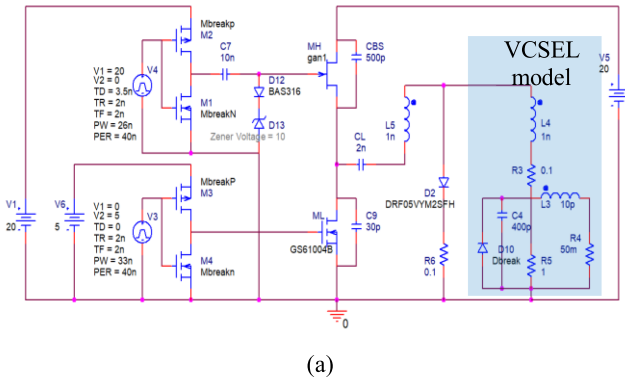 Mbreakp
M2
V4
V1 = 20
V2 = 0
TD = 3.5n
TR = 2n
TF = 2n
PW = 26n
PER = 40n
M1
MbreakN
C7
10n
D12
BAS316
D13
Zener Voltage = 10
MH
gan1
CBS
500p
VCSEL
model
V5
20
L5
1n
CL
2n
L4
1n
R3
0.1
D2
DRF05VYM2SFH
R6
0.1
L3
10p
C4
400p
D10
Dbreak
R5
1
R4
50m
V1
20
V6
5
V1 = 0
V2 = 5
TD = 0
TR = 2n
TF = 2n
PW = 33n
PER = 40n
V3
MbreakP
M3
M4
Mbreakn
ML
GS61004B
C9
30p
0
(a)